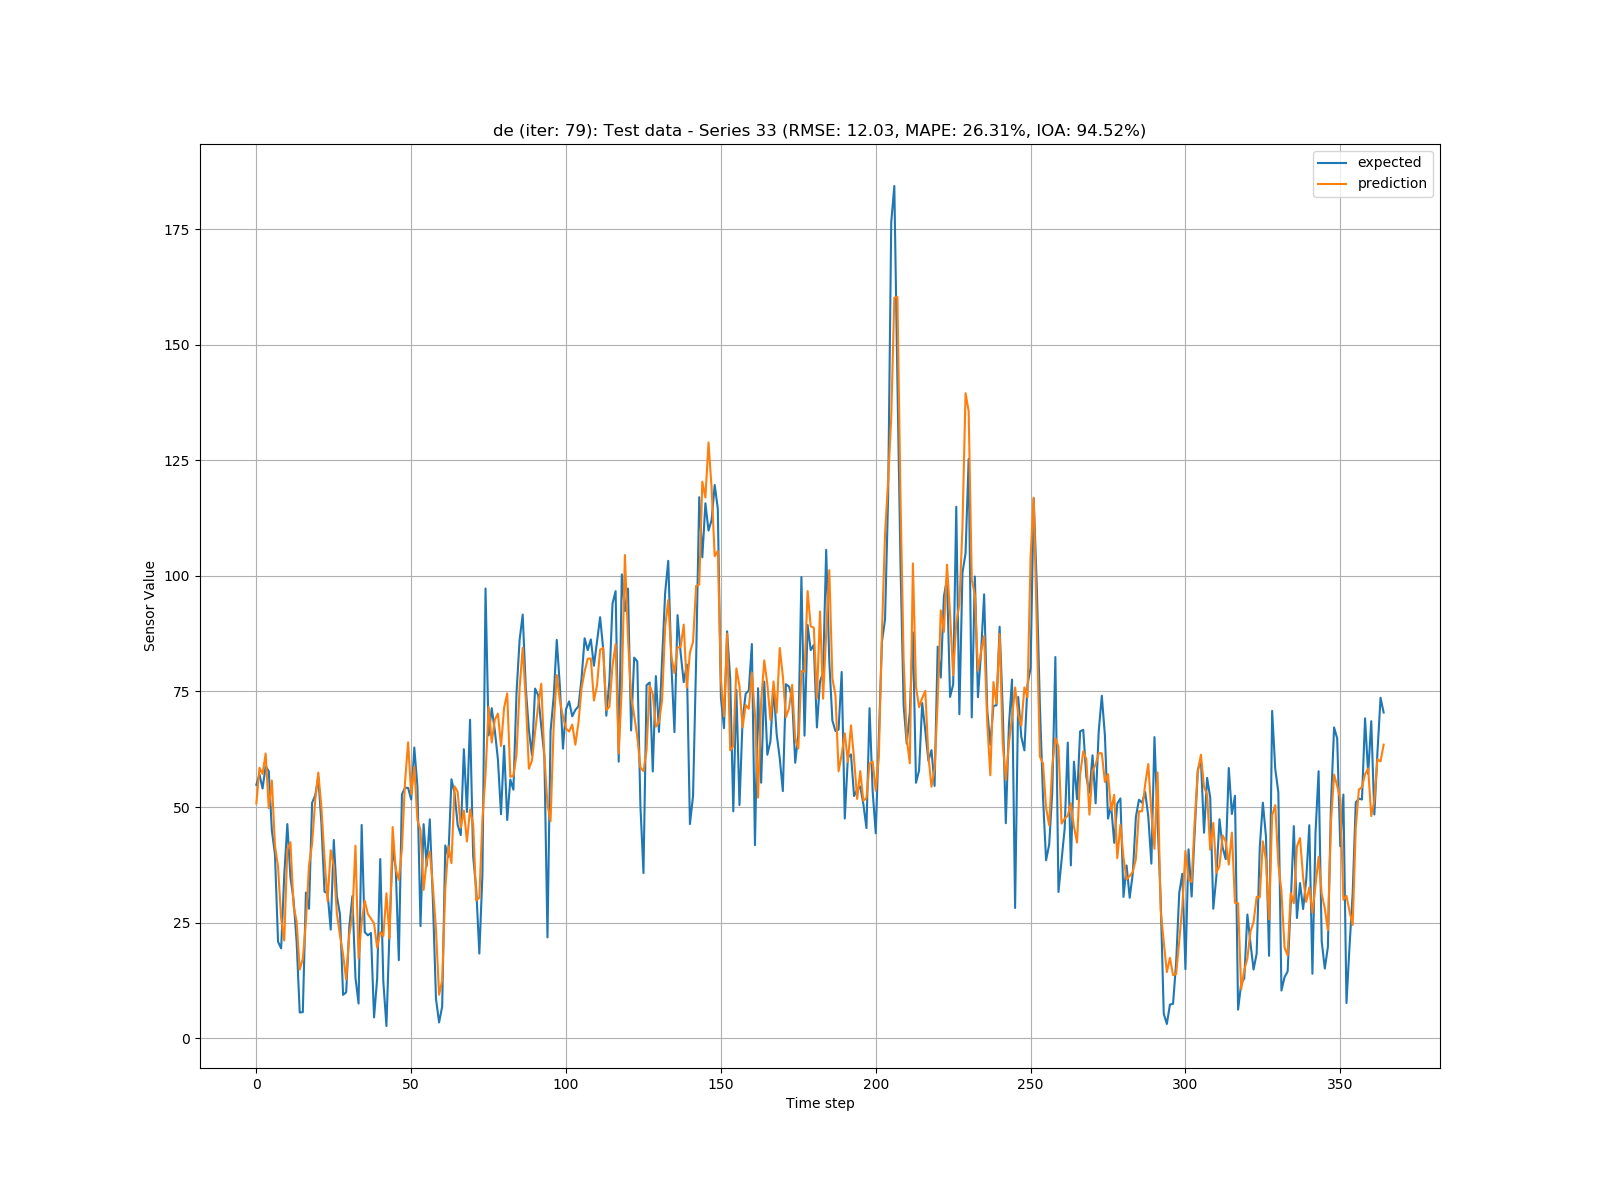 de (iter: 79): Test data - Series 33 (RMSE: 12.03, MAPE: 26.31%, IOA: 94.52%)
expected
prediction
175
150
125
100
75
50
25
0
Sensor Value
0 50 100 150 200 250 300 350
Time step